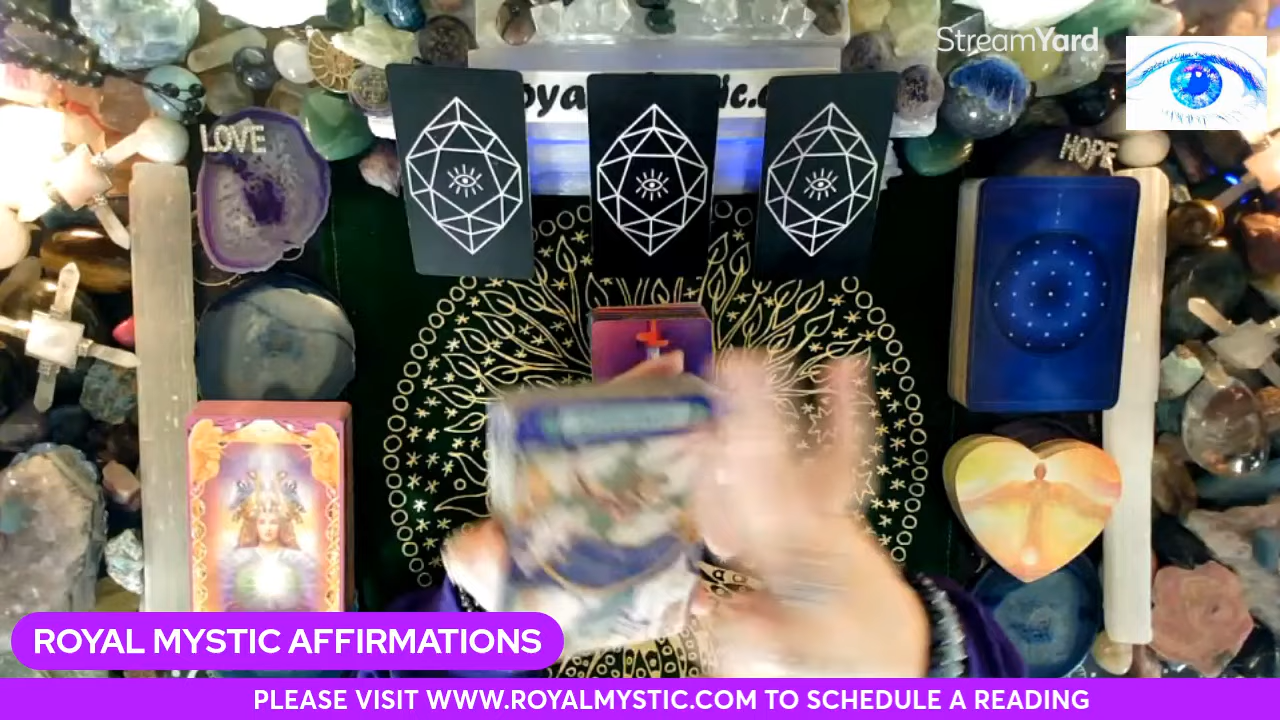 StreamYard
LOVE
HOPE
ROYAL MYSTIC AFFIRMATIONS
PLEASE VISIT WWW.ROYALMYSTIC.COM TO SCHEDULE A READING